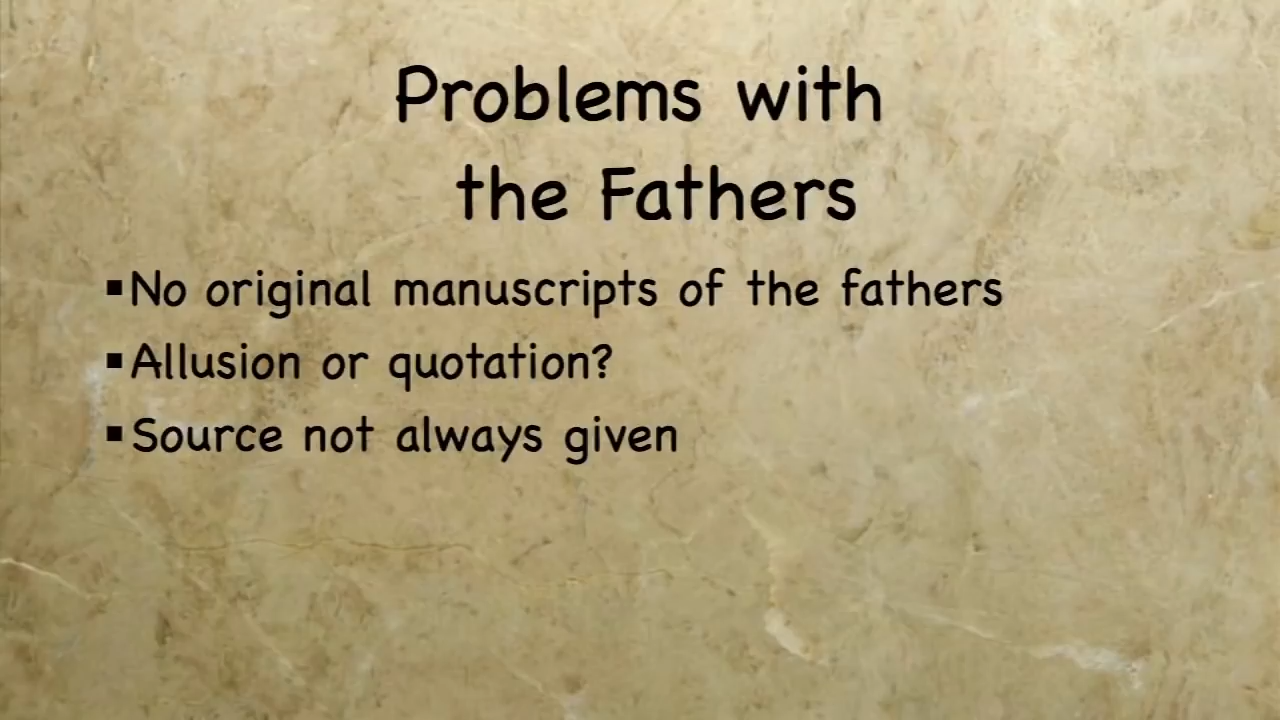 Problems with
the Fathers
▪No original manuscripts of the fathers
▪Allusion or quotation?
▪Source not always given